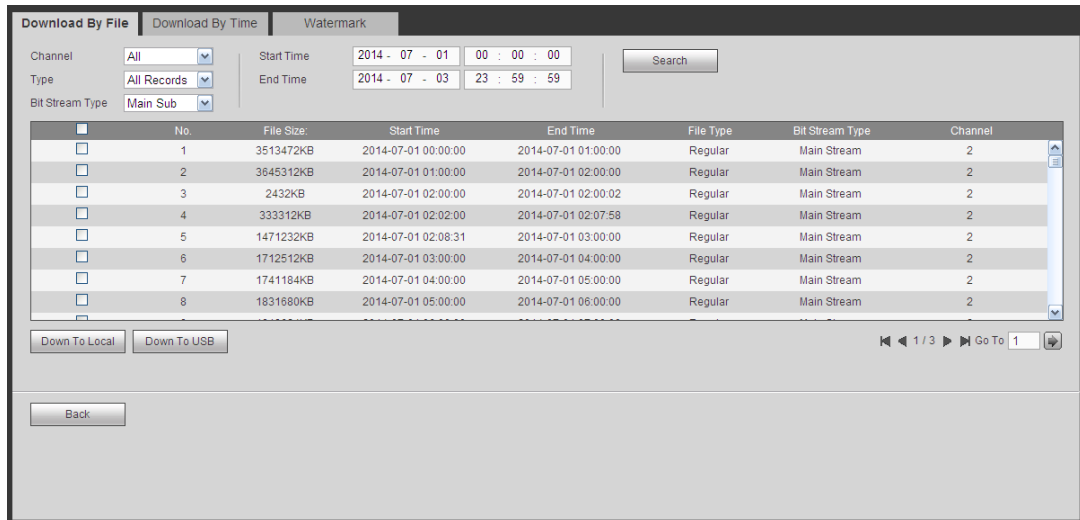 Download By File Download By Time Watermark
Channel All Start Time 2014 - 07 - 01 00 : 00 : 00 Search
Type All Records End Time 2014 - 07 - 03 23 : 59 : 59
Bit Stream Type Main Sub
No. File Size: Start Time End Time File Type Bit Stream Type Channel
1 3513472KB 2014-07-01 00:00:00 2014-07-01 01:00:00 Regular Main Stream 2
2 3645312KB 2014-07-01 01:00:00 2014-07-01 02:00:00 Regular Main Stream 2
3 2432KB 2014-07-01 02:00:00 2014-07-01 02:00:02 Regular Main Stream 2
4 333312KB 2014-07-01 02:02:00 2014-07-01 02:07:58 Regular Main Stream 2
5 1471232KB 2014-07-01 02:08:31 2014-07-01 03:00:00 Regular Main Stream 2
6 1712512KB 2014-07-01 03:00:00 2014-07-01 04:00:00 Regular Main Stream 2
7 1741184KB 2014-07-01 04:00:00 2014-07-01 05:00:00 Regular Main Stream 2
8 1831680KB 2014-07-01 05:00:00 2014-07-01 06:00:00 Regular Main Stream 2
Down To Local Down To USB 1 / 3 Go To 1
Back